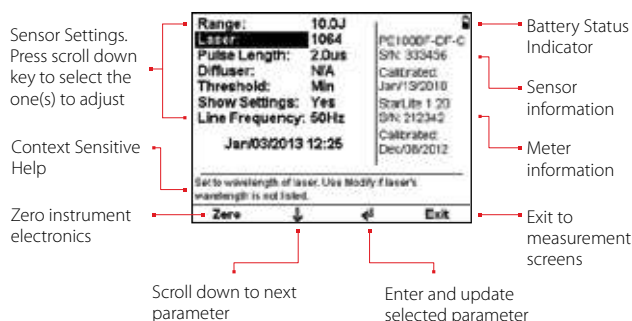 Sensor Settings.
Press scroll down
key to select the
one(s) to adjust
Context Sensitive
Help
Zero instrument
electronics
Range: 10.0J
Laser: 1064
Pulse Length: 2.0us
Diffuser: N/A
Threshold: Min
Show Settings: Yes
Line Frequency: 50Hz
Jan/03/2013 12:25
S/N: 333456
Calibrated:
Jan/13/2010
StarLite 1.20
S/N: 212342
Calibrated:
Dec/08/2012
Set to wavelength of laser. Use Modify if laser's
wavelength is not listed.
Zero
Exit
Battery Status
Indicator
Sensor
information
Meter
information
Exit to
measurement
screens
Scroll down to next
parameter
Enter and update
selected parameter